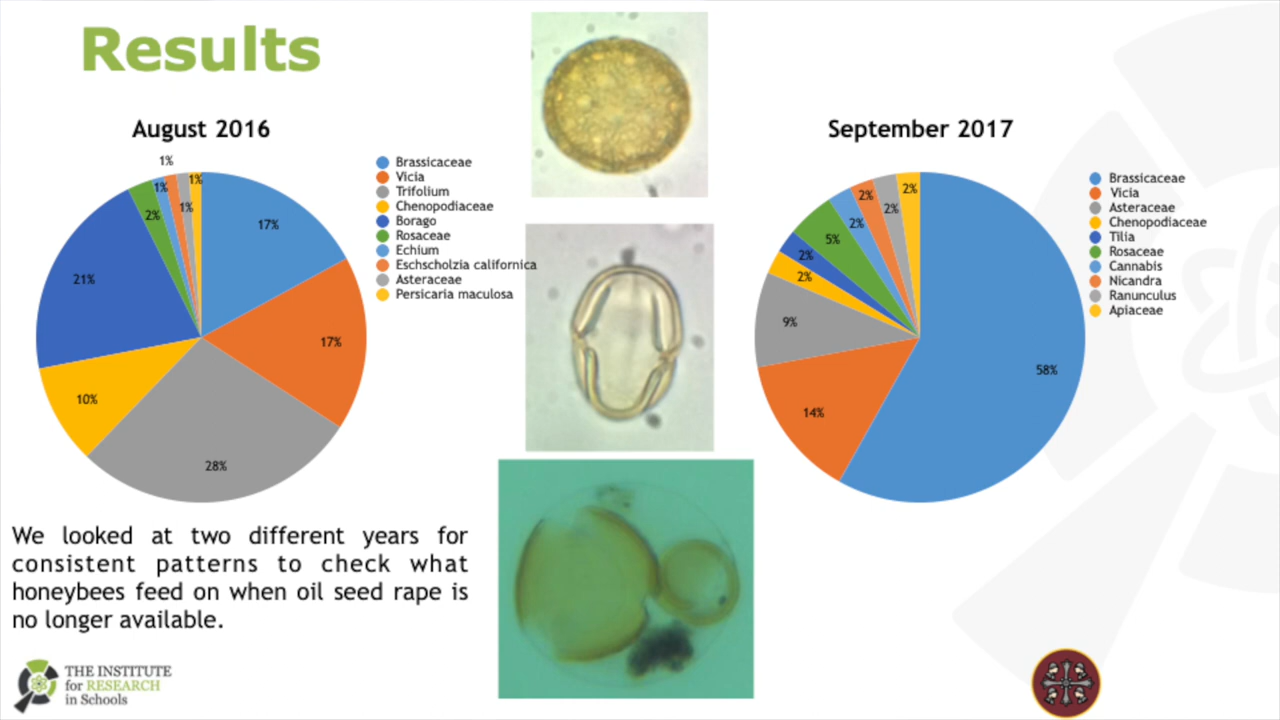 Results
August 2016
1%
1%
1%
1%
2%
17%
21%
17%
10%
28%
Brassicaceae
Vicia
Trifolium
Chenopodiaceae
Borago
Rosaceae
Echium
Eschscholzia californica
Asteraceae
Persicaria maculosa
September 2017
2%
2%
2%
2%
5%
2%
2%
9%
14%
58%
Brassicaceae
Vicia
Asteraceae
Chenopodiaceae
Tilia
Rosaceae
Cannabis
Nicandra
Ranunculus
Apiaceae
We looked at two different years for
consistent patterns to check what
honeybees feed on when oil seed rape is
no longer available.
THE INSTITUTE
for RESEARCH
in Schools